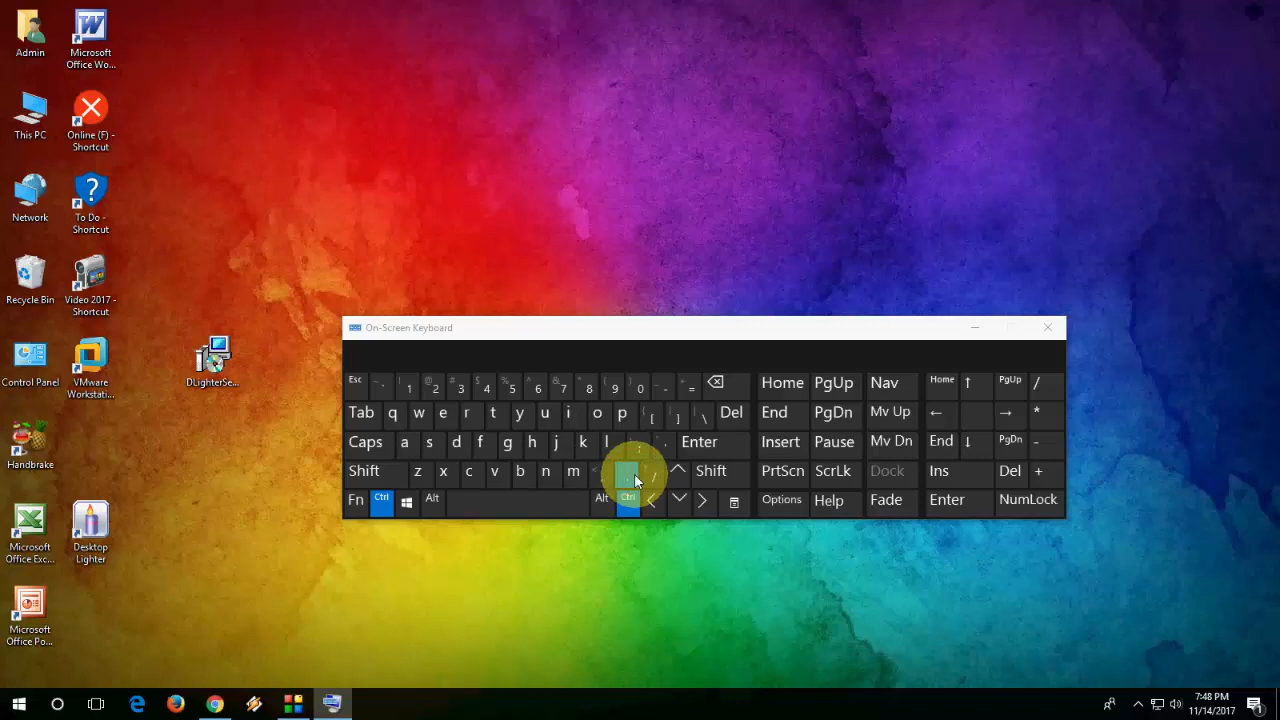 Admin
Microsoft
Office Wo...
This PC
Online (F) -
Shortcut
Network
To Do -
Shortcut
Recycle Bin
Video 2017 -
Shortcut
Control Panel
VMware
Workstati...
DLighterSe...
Handbrake
Microsoft
Office Exc...
Desktop
Lighter
Microsoft
Office Po...
On-Screen Keyboard
Esc ~ ` ! 1 @ 2 # 3 $ 4 % 5 ^ 6 & 7 * 8 ( 9 ) 0 _ - + = Home PgUp Nav Home ↑ PgUp /
Tab q w e r t y u i o p { [ } ] | \ Del End PgDn Mv Up ← → *
Caps a s d f g h j k l : ; " ' Enter Insert Pause Mv Dn End ↓ PgDn -
Shift z x c v b n m < , . / ^ Shift PrtScn ScrLk Dock Ins Del +
Fn Ctrl Alt Alt Ctrl Options Help Fade Enter NumLock
7:48 PM
11/14/2017
1